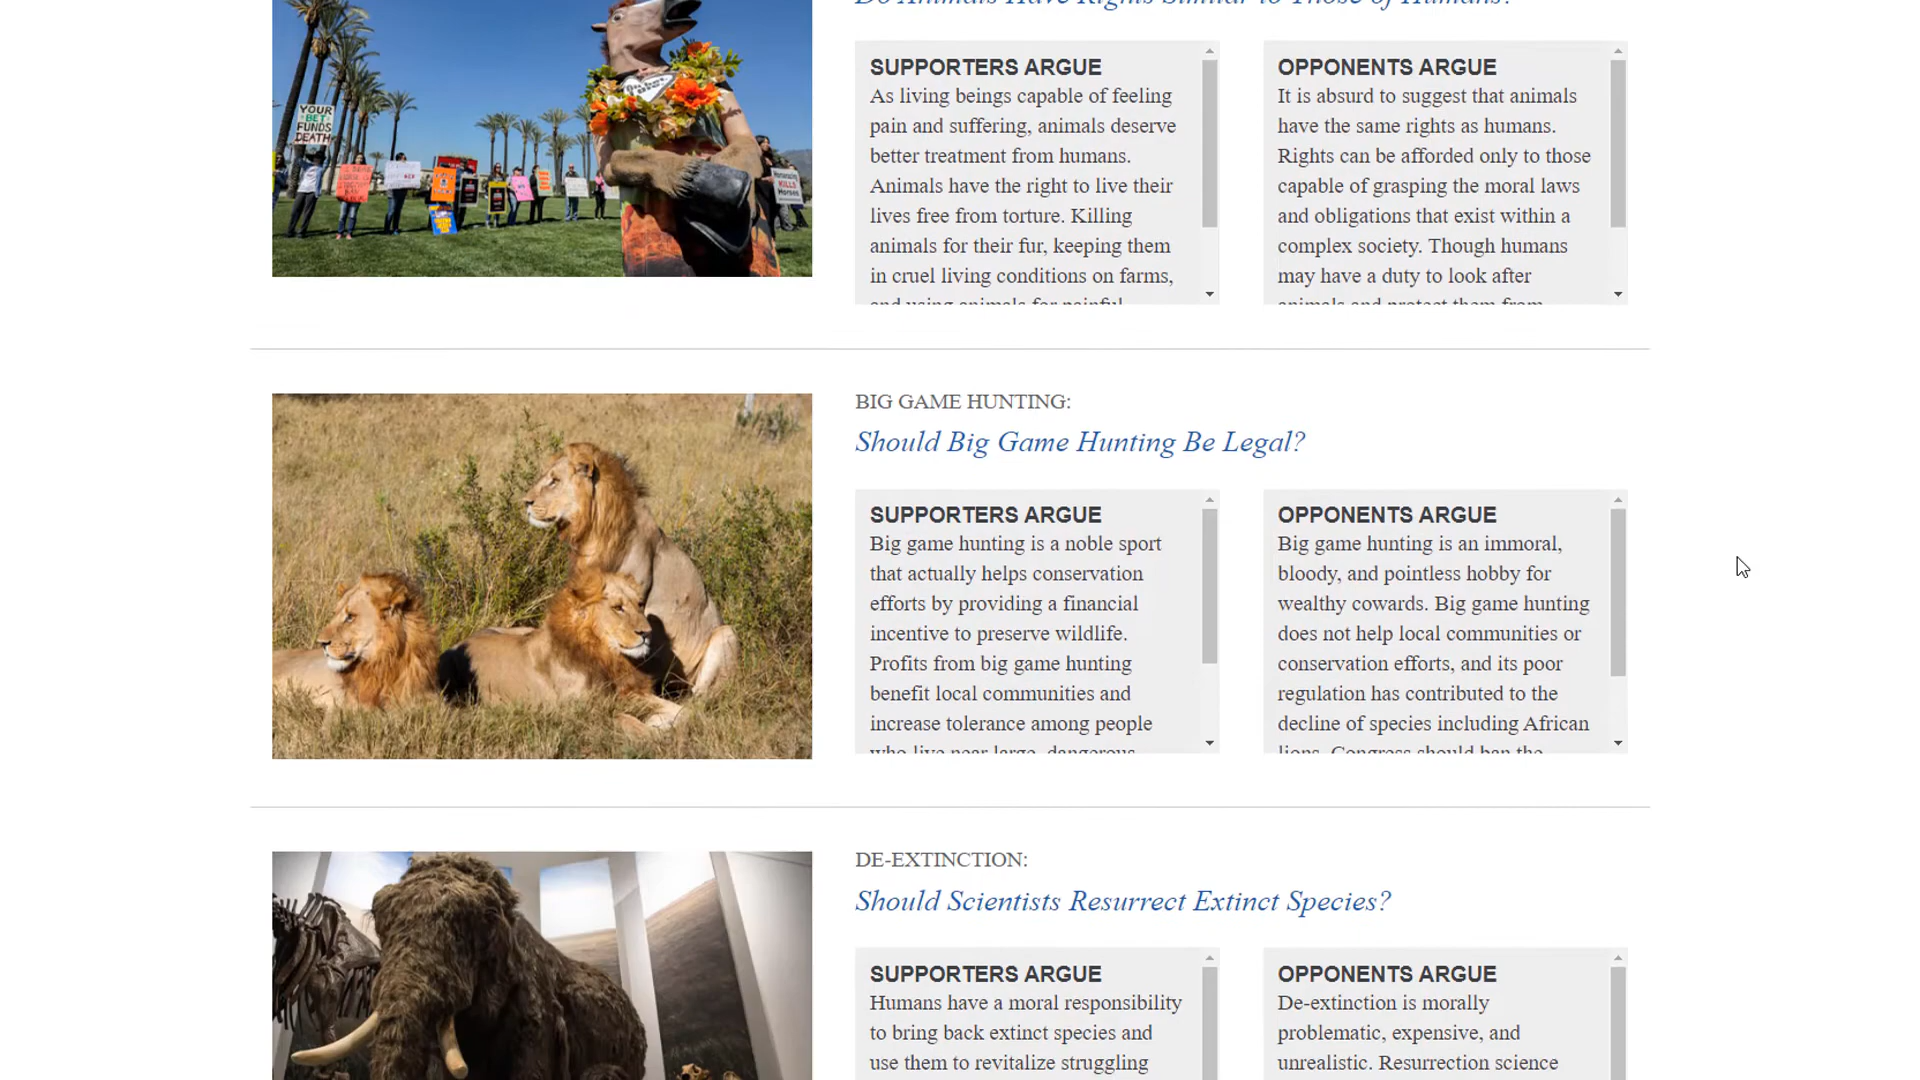 Do Animals Have Rights Similar to Those of Humans?
YOUR
BET
FUNDS
DEATH
KILLS
SUPPORTERS ARGUE
As living beings capable of feeling
pain and suffering, animals deserve
better treatment from humans.
Animals have the right to live their
lives free from torture. Killing
animals for their fur, keeping them
in cruel living conditions on farms,
and using animals for painful
OPPONENTS ARGUE
It is absurd to suggest that animals
have the same rights as humans.
Rights can be afforded only to those
capable of grasping the moral laws
and obligations that exist within a
complex society. Though humans
may have a duty to look after
animals and protect them from
BIG GAME HUNTING:
Should Big Game Hunting Be Legal?
SUPPORTERS ARGUE
Big game hunting is a noble sport
that actually helps conservation
efforts by providing a financial
incentive to preserve wildlife.
Profits from big game hunting
benefit local communities and
increase tolerance among people
who live near large, dangerous
OPPONENTS ARGUE
Big game hunting is an immoral,
bloody, and pointless hobby for
wealthy cowards. Big game hunting
does not help local communities or
conservation efforts, and its poor
regulation has contributed to the
decline of species including African
lions. Congress should ban the
DE-EXTINCTION:
Should Scientists Resurrect Extinct Species?
SUPPORTERS ARGUE
Humans have a moral responsibility
to bring back extinct species and
use them to revitalize struggling
OPPONENTS ARGUE
De-extinction is morally
problematic, expensive, and
unrealistic. Resurrection science